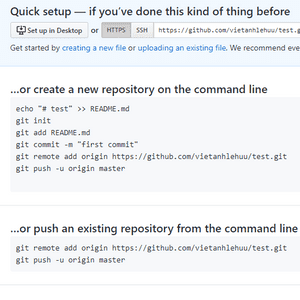 Quick setup — if you've done this kind of thing before
Set up in Desktop or HTTPS SSH https://github.com/vietanhlehuu/test.g
Get started by creating a new file or uploading an existing file. We recommend eve
...or create a new repository on the command line
echo "# test" >> README.md
git init
git add README.md
git commit -m "first commit"
git remote add origin https://github.com/vietanhlehuu/test.git
git push -u origin master
...or push an existing repository from the command line
git remote add origin https://github.com/vietanhlehuu/test.git
git push -u origin master